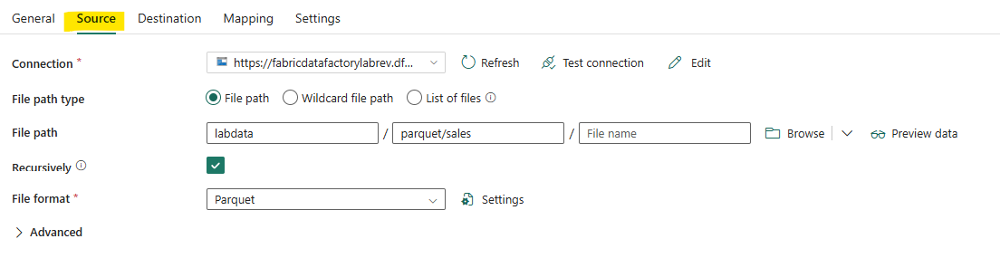 General Source Destination Mapping Settings
Connection * https://fabricdatafactorylabrev.df... Refresh Test connection Edit
File path type File path Wildcard file path List of files
File path labdata / parquet/sales / File name Browse Preview data
Recursively
File format * Parquet Settings
Advanced